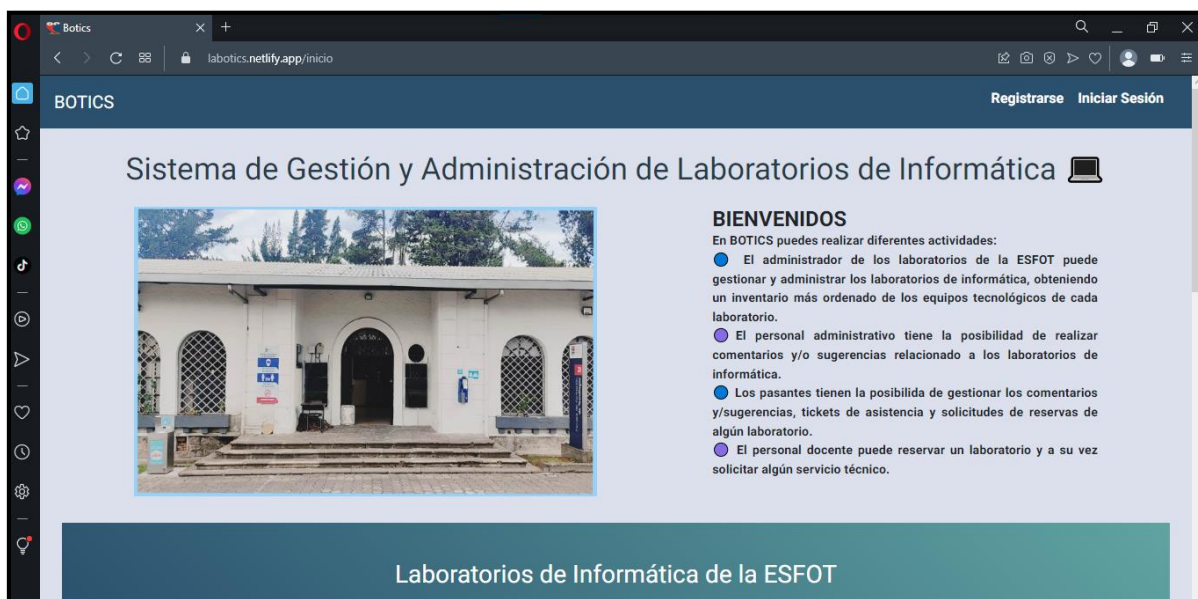 Botics
labotics.netlify.app/inicio
BOTICS
Registrarse Iniciar Sesión
Sistema de Gestión y Administración de Laboratorios de Informática
BIENVENIDOS
En BOTICS puedes realizar diferentes actividades:
El administrador de los laboratorios de la ESFOT puede
gestionar y administrar los laboratorios de informática, obteniendo
un inventario más ordenado de los equipos tecnológicos de cada
laboratorio.
El personal administrativo tiene la posibilidad de realizar
comentarios y/o sugerencias relacionado a los laboratorios de
informática.
Los pasantes tienen la posibilida de gestionar los comentarios
y/sugerencias, tickets de asistencia y solicitudes de reservas de
algún laboratorio.
El personal docente puede reservar un laboratorio y a su vez
solicitar algún servicio técnico.
Laboratorios de Informática de la ESFOT